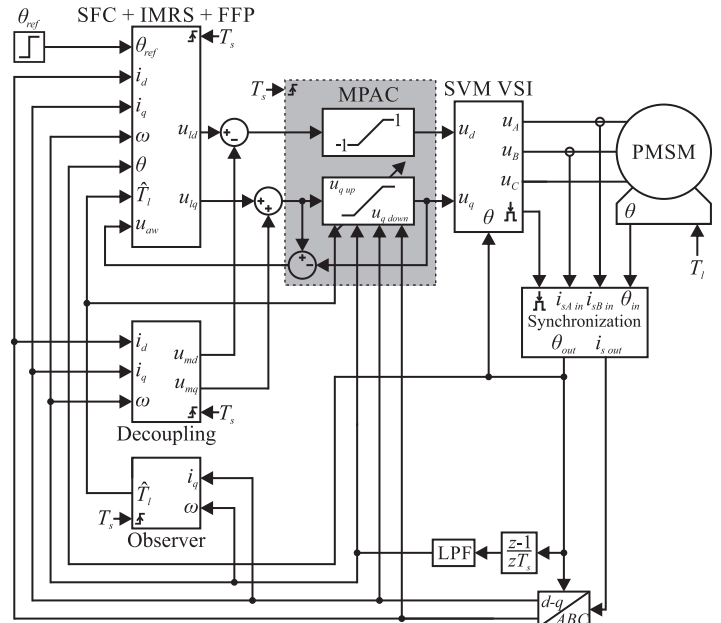 θref
SFC + IMRS + FFP
θref
Ts
id
iq
ω
θ
T̂l
uaw
uld
ulq
+
-
+
+
Ts
MPAC
-1
1
uq up
uq down
+
-
SVM VSI
ud
uq
θ
uA
uB
uC
PMSM
θ
Tl
isA in
isB in
θin
Synchronization
θout
is out
id
iq
ω
umd
umq
Ts
Decoupling
iq
T̂l
ω
Ts
Observer
LPF
z-1
zTs
d-q
ABC